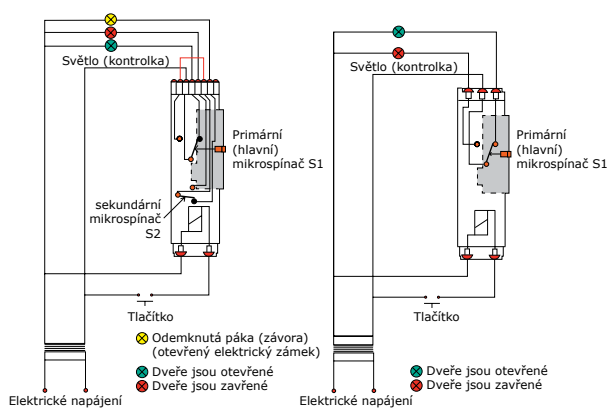 Světlo (kontrolka)
Primární
(hlavní)
mikrospínač S1
sekundární
mikrospínač
S2
Tlačítko
Odemknutá páka (závora)
(otevřený elektrický zámek)
Dveře jsou otevřené
Dveře jsou zavřené
Elektrické napájení
Světlo (kontrolka)
Primární
(hlavní)
mikrospínač S1
Tlačítko
Dveře jsou otevřené
Dveře jsou zavřené
Elektrické napájení